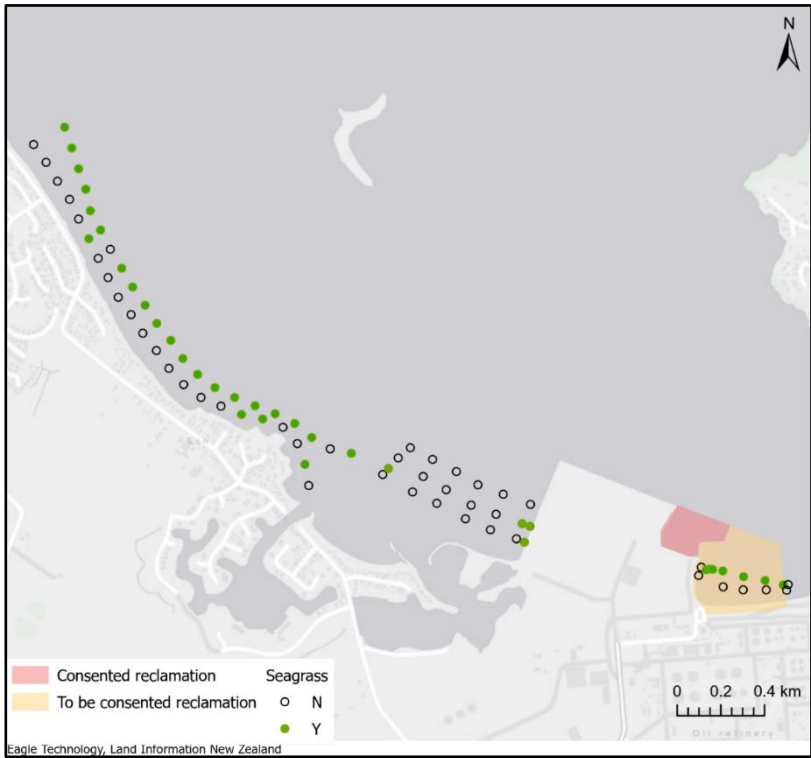 N
Consented reclamation
To be consented reclamation
Seagrass
N
Y
0 0.2 0.4 km
Oil refinery
Eagle Technology, Land Information New Zealand